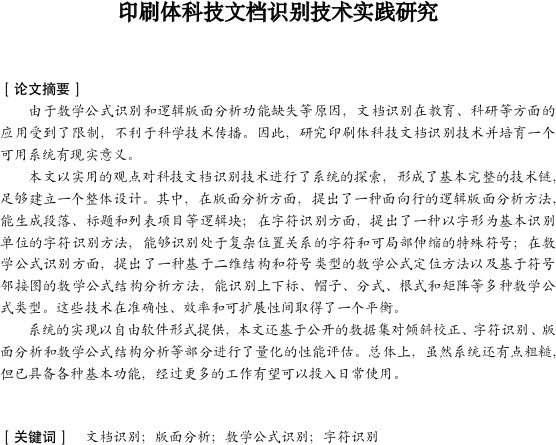 印刷体科技文档识别技术实践研究
[ 论文摘要 ]
由于数学公式识别和逻辑版面分析功能缺失等原因，文档识别在教育、科研等方面的
应用受到了限制，不利于科学技术传播。因此，研究印刷体科技文档识别技术并培育一个
可用系统有现实意义。
本文以实用的观点对科技文档识别技术进行了系统的探索，形成了基本完整的技术链，
足够建立一个整体设计。其中，在版面分析方面，提出了一种面向行的逻辑版面分析方法，
能生成段落、标题和列表项目等逻辑块；在字符识别方面，提出了一种以字形为基本识别
单位的字符识别方法，能够识别处于复杂位置关系的字符和可局部伸缩的特殊符号；在数
学公式识别方面，提出了一种基于二维结构和符号类型的数学公式定位方法以及基于符号
邻接图的数学公式结构分析方法，能识别上下标、帽子、分式、根式和矩阵等多种数学公
式类型。这些技术在准确性、效率和可扩展性间取得了一个平衡。
系统的实现以自由软件形式提供，本文还基于公开的数据集对倾斜校正、字符识别、版
面分析和数学公式结构分析等部分进行了量化的性能评估。总体上，虽然系统还有点粗糙，
但已具备各种基本功能，经过更多的工作有望可以投入日常使用。
[ 关键词 ] 文档识别；版面分析；数学公式识别；字符识别